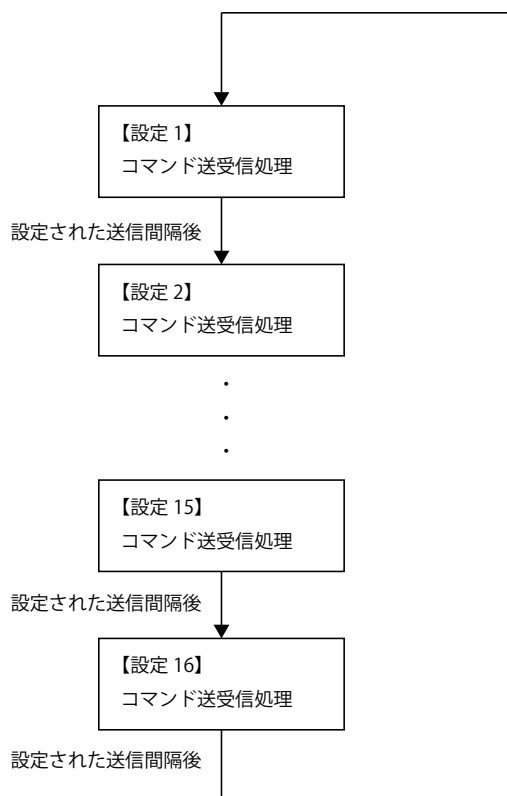 【設定 1】
コマンド送受信処理
設定された送信間隔後
【設定 2】
コマンド送受信処理
・
・
・
【設定 15】
コマンド送受信処理
設定された送信間隔後
【設定 16】
コマンド送受信処理
設定された送信間隔後